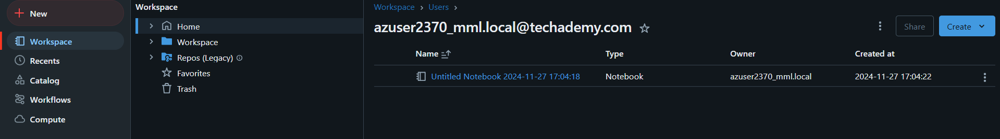 New
Workspace
Recents
Catalog
Workflows
Compute
Workspace
Home
Workspace
Repos (Legacy)
Favorites
Trash
Workspace > Users >
azuser2370_mml.local@techademy.com
Share
Create
Name Type Owner Created at
Untitled Notebook 2024-11-27 17:04:18 Notebook azuser2370_mml.local 2024-11-27 17:04:22